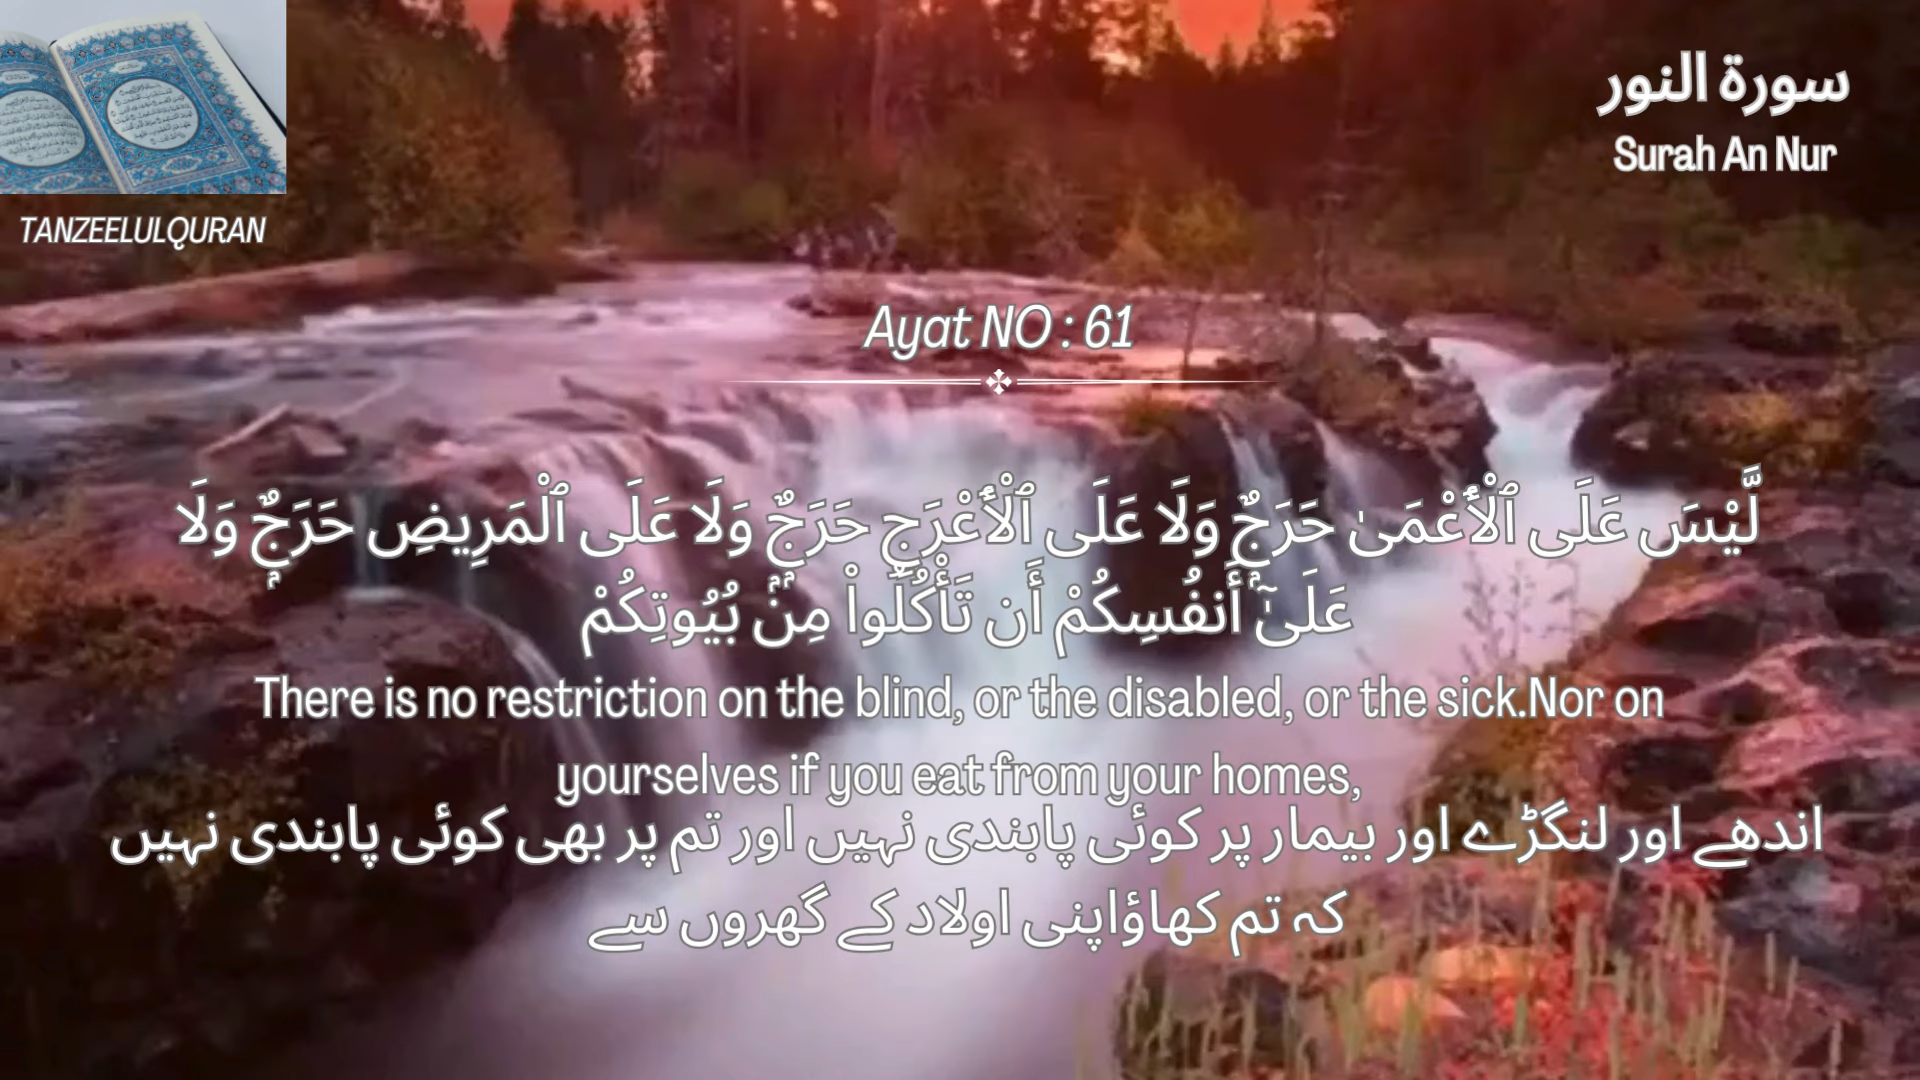 سورة النور
Surah An Nur
TANZEELULQURAN
Ayat NO : 61
لَّيْسَ عَلَى ٱلْأَعْمَىٰ حَرَجٌۭ وَلَا عَلَى ٱلْأَعْرَجِ حَرَجٌۭ وَلَا عَلَى ٱلْمَرِيضِ حَرَجٌۭ وَلَا
عَلَىٰٓ أَنفُسِكُمْ أَن تَأْكُلُوا۟ مِنۢ بُيُوتِكُمْ
There is no restriction on the blind, or the disabled, or the sick.Nor on
yourselves if you eat from your homes,
اندھے اور لنگڑے اور بیمار پر کوئی پابندی نہیں اور تم پر بھی کوئی پابندی نہیں
کہ تم کھاؤاپنی اولاد کے گھروں سے